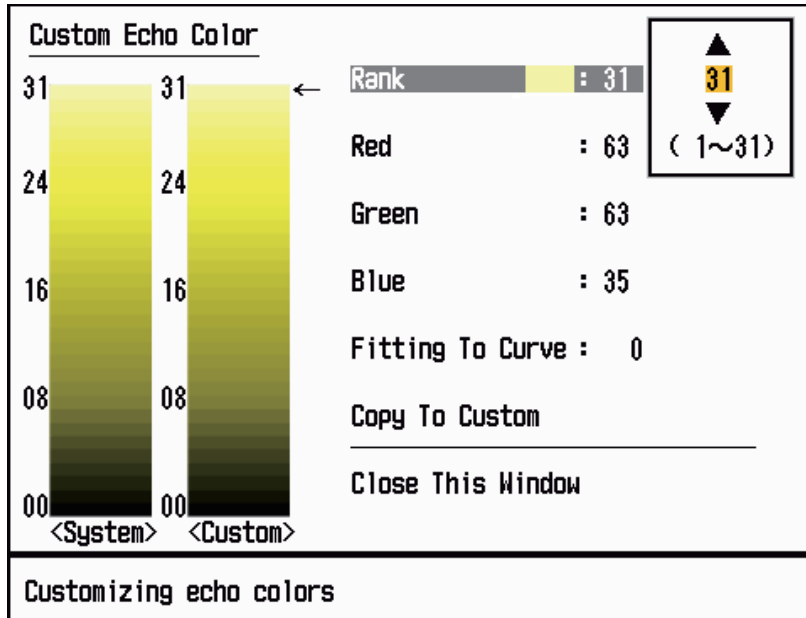 Custom Echo Color
31 31 ←
24 24
16 16
08 08
00 00
<System> <Custom>
Rank : 31
Red : 63
Green : 63
Blue : 35
Fitting To Curve : 0
Copy To Custom
Close This Window
▲
31
▼
( 1~31)
Customizing echo colors